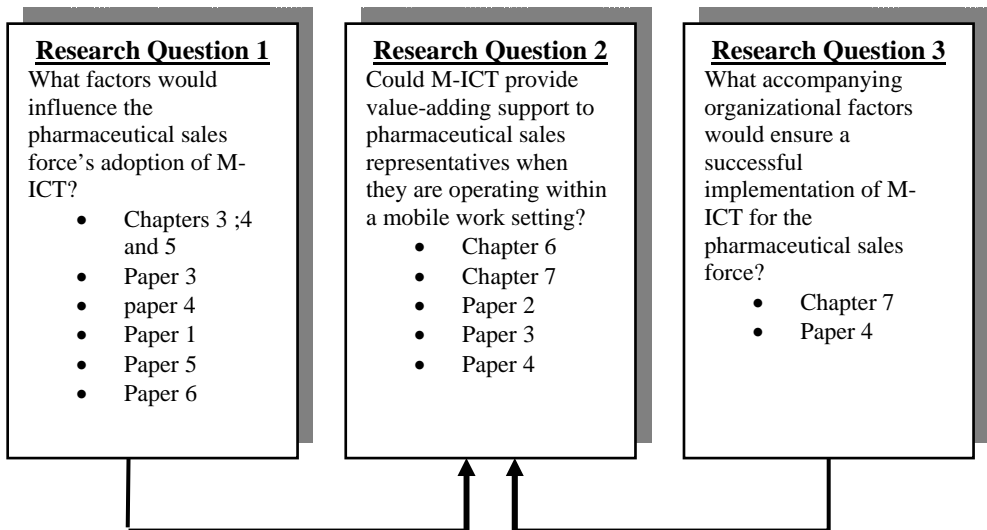 Research Question 1
What factors would
influence the
pharmaceutical sales
force's adoption of M-
ICT?
• Chapters 3 ;4
and 5
• Paper 3
• paper 4
• Paper 1
• Paper 5
• Paper 6
Research Question 2
Could M-ICT provide
value-adding support to
pharmaceutical sales
representatives when
they are operating within
a mobile work setting?
• Chapter 6
• Chapter 7
• Paper 2
• Paper 3
• Paper 4
Research Question 3
What accompanying
organizational factors
would ensure a
successful
implementation of M-
ICT for the
pharmaceutical sales
force?
• Chapter 7
• Paper 4